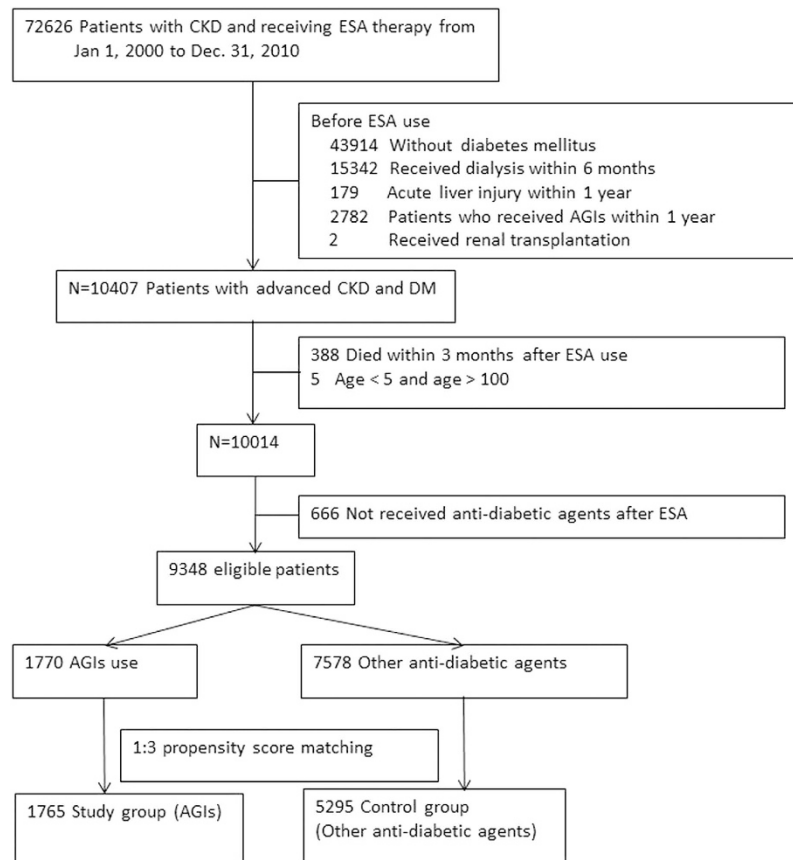 72626 Patients with CKD and receiving ESA therapy from
Jan 1, 2000 to Dec. 31, 2010
Before ESA use
43914 Without diabetes mellitus
15342 Received dialysis within 6 months
179 Acute liver injury within 1 year
2782 Patients who received AGIs within 1 year
2 Received renal transplantation
N=10407 Patients with advanced CKD and DM
388 Died within 3 months after ESA use
5 Age < 5 and age > 100
N=10014
666 Not received anti-diabetic agents after ESA
9348 eligible patients
1770 AGIs use
7578 Other anti-diabetic agents
1:3 propensity score matching
1765 Study group (AGIs)
5295 Control group
(Other anti-diabetic agents)